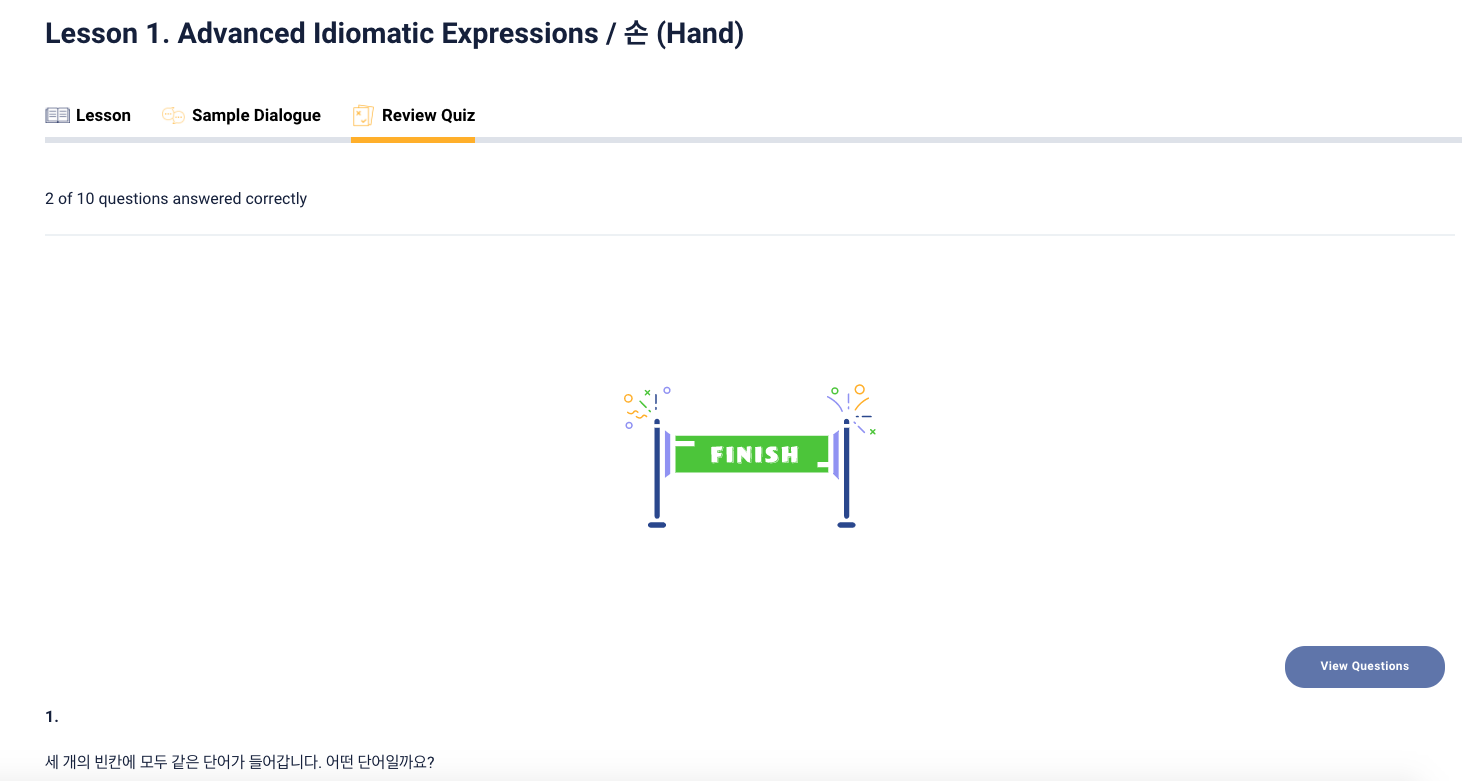 Lesson 1. Advanced Idiomatic Expressions / 손 (Hand)
Lesson Sample Dialogue Review Quiz
2 of 10 questions answered correctly
FINISH
View Questions
1.
세 개의 빈칸에 모두 같은 단어가 들어갑니다. 어떤 단어일까요?